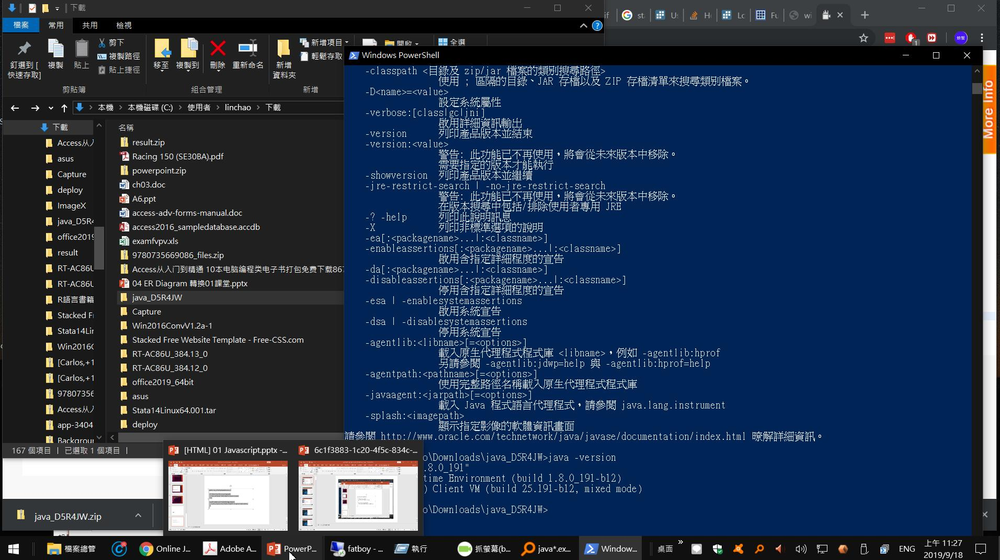 下載
檔案
常用
共用
檢視
釘選到 [
快速存取]
複製
貼上
剪下
複製路徑
貼上捷徑
剪貼簿
移至
複製到
刪除
重新命名
組合管理
新增
資料夾
新增項目
輕鬆存取
新增
開啟
全選
本機 > 本機磁碟 (C:) > 使用者 > linchao > 下載
下載
Access从
asus
Capture
deploy
ImageX
java_D5R4
office2019
result
RT-AC86U
RT-AC86U
R語言書籍
Stacked Fr
Stata14Li
Win2016C
[Carlos,+1
[Carlos,+1
97807356
Access从
app-3404
名稱
result.zip
Racing 150 (SE30BA).pdf
powerpoint.zip
ch03.doc
A6.ppt
access-adv-forms-manual.doc
access2016_sampledatabase.accdb
examfvpv.xls
9780735669086_files.zip
Access从入门到精通 10本电脑编程类电子书打包免费下载867
04 ER Diagram 轉換01課堂.pptx
java_D5R4JW
Capture
Win2016ConvV1.2a-1
Stacked Free Website Template - Free-CSS.com
RT-AC86U_384.13_0
RT-AC86U_384.12_0
office2019_64bit
asus
Stata14Linux64.001.tar
deploy
167 個項目
已選取 1 個項目
More Info
Windows PowerShell
-classpath <目錄及 zip/jar 檔案的類別搜尋路徑>
使用 ; 區隔的目錄、JAR 存檔以及 ZIP 存檔清單來搜尋類別檔案。
-D<name>=<value>
設定系統屬性
-verbose:[class|gc|jni]
啟用詳細資訊輸出
-version 列印產品版本並結束
-version:<value>
警告: 此功能已不再使用，將會從未來版本中移除。
需要指定的版本才能執行
-showversion 列印產品版本並繼續
-jre-restrict-search | -no-jre-restrict-search
警告: 此功能已不再使用，將會從未來版本中移除。
在版本搜尋中包括/排除使用者專用 JRE
-? -help 列印此說明訊息
-X 列印非標準選項的說明
-ea[:<packagename>...|:<classname>]
-enableassertions[:<packagename>...|:<classname>]
啟用含指定詳細程度的宣告
-da[:<packagename>...|:<classname>]
-disableassertions[:<packagename>...|:<classname>]
停用含指定詳細程度的宣告
-esa | -enablesystemassertions
啟用系統宣告
-dsa | -disablesystemassertions
停用系統宣告
-agentlib:<libname>[=<options>]
載入原生代理程式程式庫 <libname>，例如 -agentlib:hprof
另請參閱 -agentlib:jdwp=help 與 -agentlib:hprof=help
-agentpath:<pathname>[=<options>]
使用完整路徑名稱載入原生代理程式程式庫
-javaagent:<jarpath>[=<options>]
載入 Java 程式語言代理程式，請參閱 java.lang.instrument
-splash:<imagepath>
顯示指定影像的軟體資訊畫面
請參閱 http://www.oracle.com/technetwork/java/javase/documentation/index.html 瞭解詳細資訊。
o\Downloads\java_D5R4JW>java -version
.8.0_191"
time Environment (build 1.8.0_191-b12)
) Client VM (build 25.191-b12, mixed mode)
o\Downloads\java_D5R4JW>
[HTML] 01 Javascript.pptx -...
6c1f3883-1c20-4f5c-834c-...
java_D5R4JW.zip
檔案總管
Online J...
Adobe A...
PowerP...
fatboy - ...
執行
抓螢幕(b...
java*.ex...
Window...
桌面
ENG
上午 11:27
2019/9/18